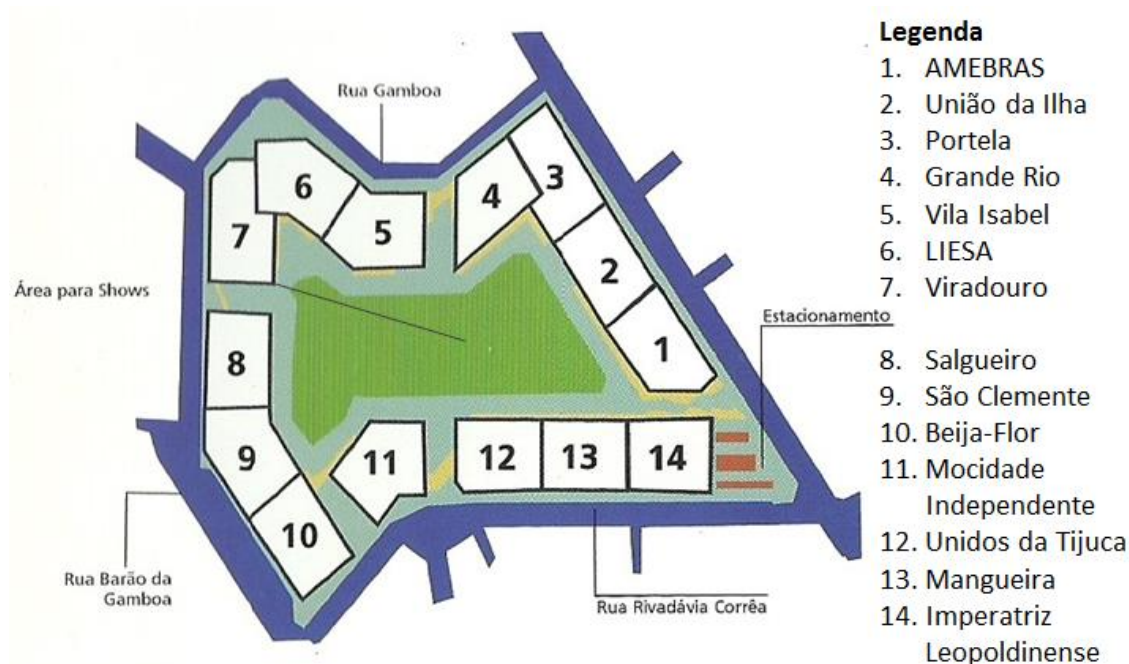 Rua Gamboa
Área para Shows
Estacionamento
Rua Barão da
Gamboa
Rua Rivadávia Corrêa
3
4
6
5
7
2
1
8
9
10
11
12
13
14
Legenda
1. AMEBRAS
2. União da Ilha
3. Portela
4. Grande Rio
5. Vila Isabel
6. LIESA
7. Viradouro
8. Salgueiro
9. São Clemente
10. Beija-Flor
11. Mocidade
Independente
12. Unidos da Tijuca
13. Mangueira
14. Imperatriz
Leopoldinense